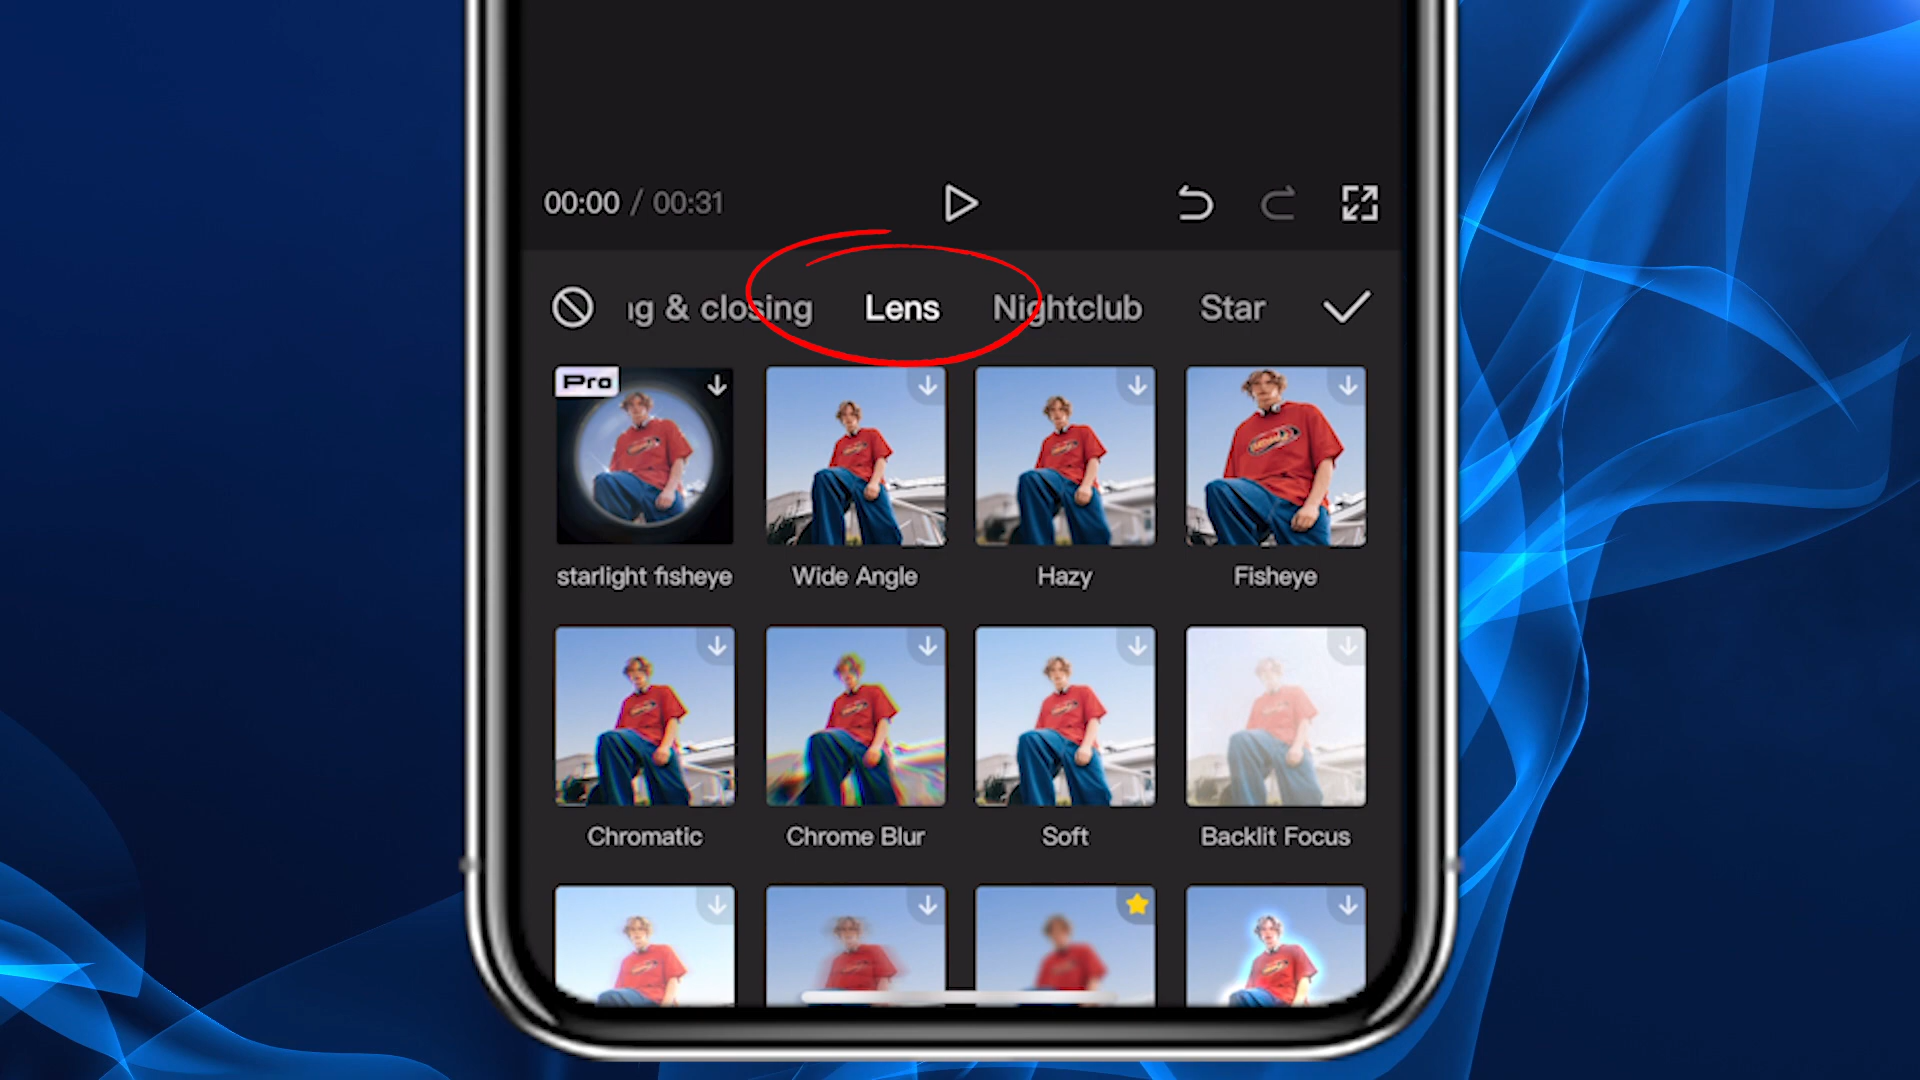 00:00 / 00:31
ng & closing Lens Nightclub Star
Pro
starlight fisheye Wide Angle Hazy Fisheye
Chromatic Chrome Blur Soft Backlit Focus